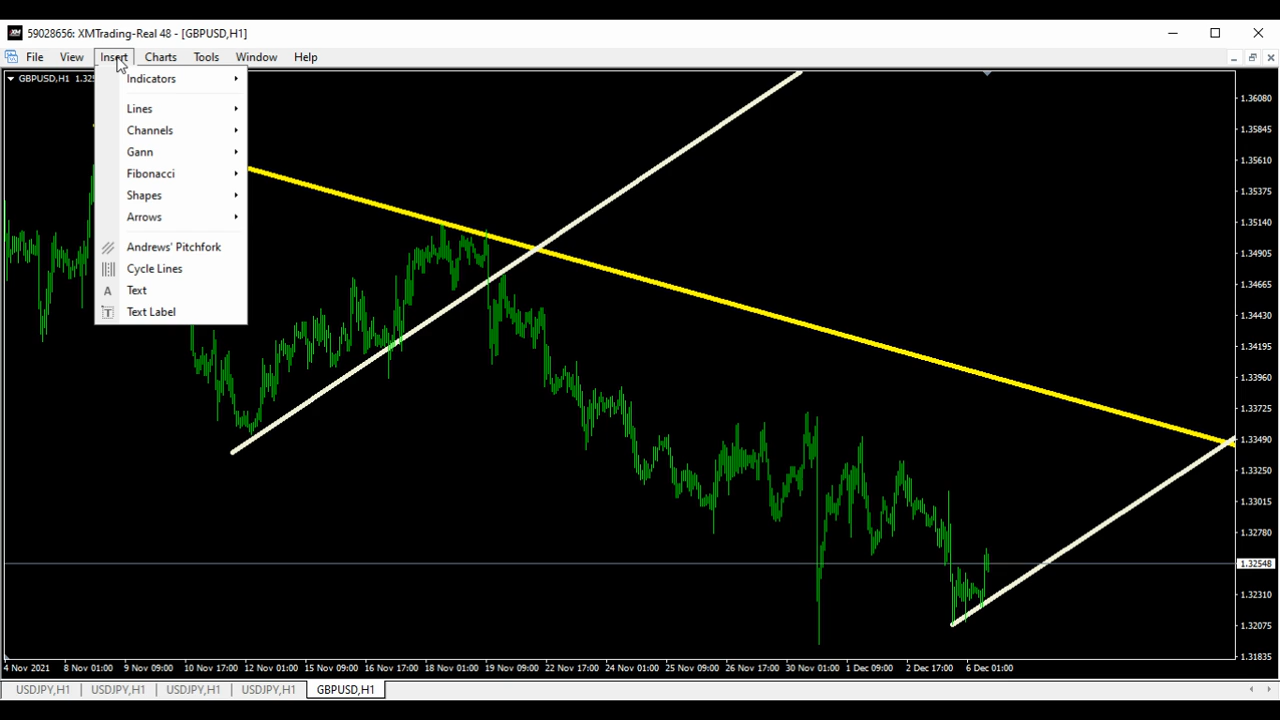 59028656: XMTrading-Real 48 - [GBPUSD,H1]
File View Insert Charts Tools Window Help
GBPUSD,H1
Indicators
Lines
Channels
Gann
Fibonacci
Shapes
Arrows
Andrews' Pitchfork
Cycle Lines
A Text
T Text Label
1.36080
1.35845
1.35610
1.35375
1.35140
1.34905
1.34665
1.34430
1.34195
1.33960
1.33725
1.33490
1.33250
1.33015
1.32780
1.32548
1.32310
1.32075
1.31835
4 Nov 2021 8 Nov 01:00 9 Nov 09:00 10 Nov 17:00 12 Nov 01:00 15 Nov 09:00 16 Nov 17:00 18 Nov 01:00 19 Nov 09:00 22 Nov 17:00 24 Nov 01:00 25 Nov 09:00 26 Nov 17:00 30 Nov 01:00 1 Dec 09:00 2 Dec 17:00 6 Dec 01:00
USDJPY,H1 USDJPY,H1 USDJPY,H1 USDJPY,H1 GBPUSD,H1